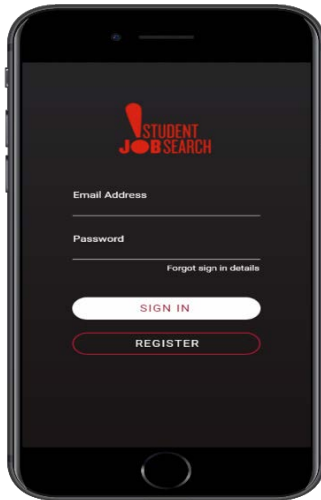 STUDENT
JOB SEARCH
Email Address
Password
Forgot sign in details
SIGN IN
REGISTER